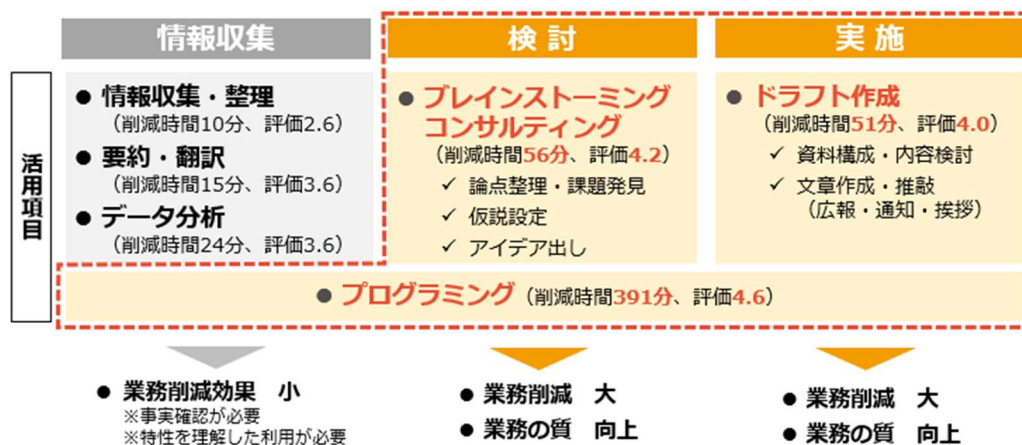 情報収集
検討
実施
活用項目
● 情報収集・整理
（削減時間10分、評価2.6）
● 要約・翻訳
（削減時間15分、評価3.6）
● データ分析
（削減時間24分、評価3.6）
● ブレインストーミング
コンサルティング
（削減時間56分、評価4.2）
✓ 論点整理・課題発見
✓ 仮説設定
✓ アイデア出し
● ドラフト作成
（削減時間51分、評価4.0）
✓ 資料構成・内容検討
✓ 文章作成・推敲
（広報・通知・挨拶）
● プログラミング（削減時間391分、評価4.6）
● 業務削減効果 小
※事実確認が必要
※特性を理解した利用が必要
● 業務削減 大
● 業務の質 向上
● 業務削減 大
● 業務の質 向上